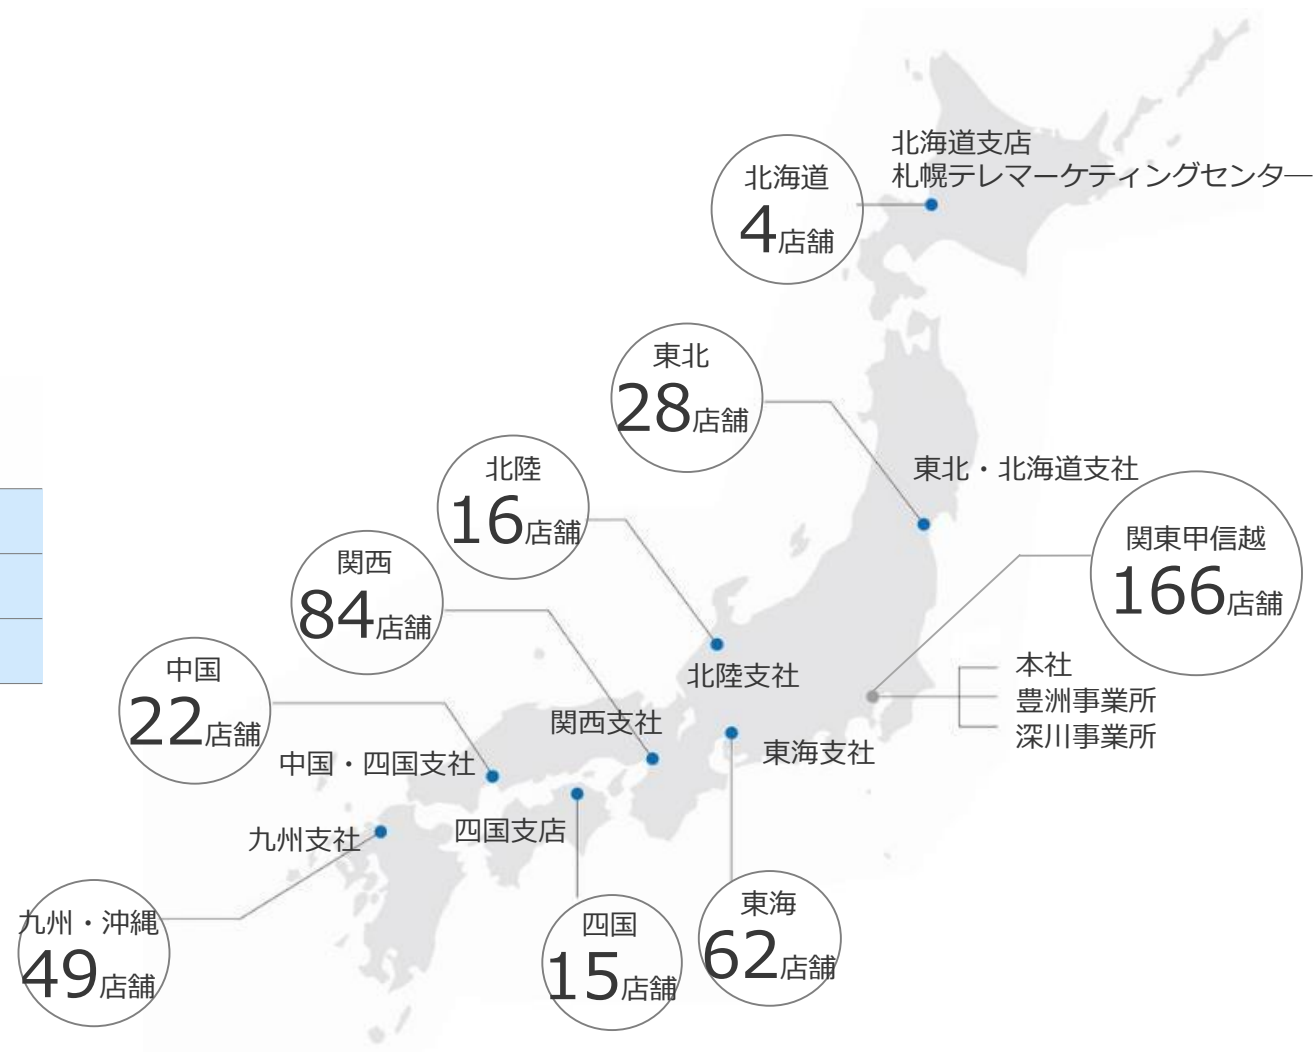 北海道支店
札幌テレマーケティングセンター
北海道
4店舗
東北
28店舗
東北・北海道支社
北陸
16店舗
関東甲信越
166店舗
関西
84店舗
本社
豊洲事業所
深川事業所
北陸支社
中国
22店舗
関西支社
東海支社
中国・四国支社
四国支店
九州支社
九州・沖縄
49店舗
四国
15店舗
東海
62店舗